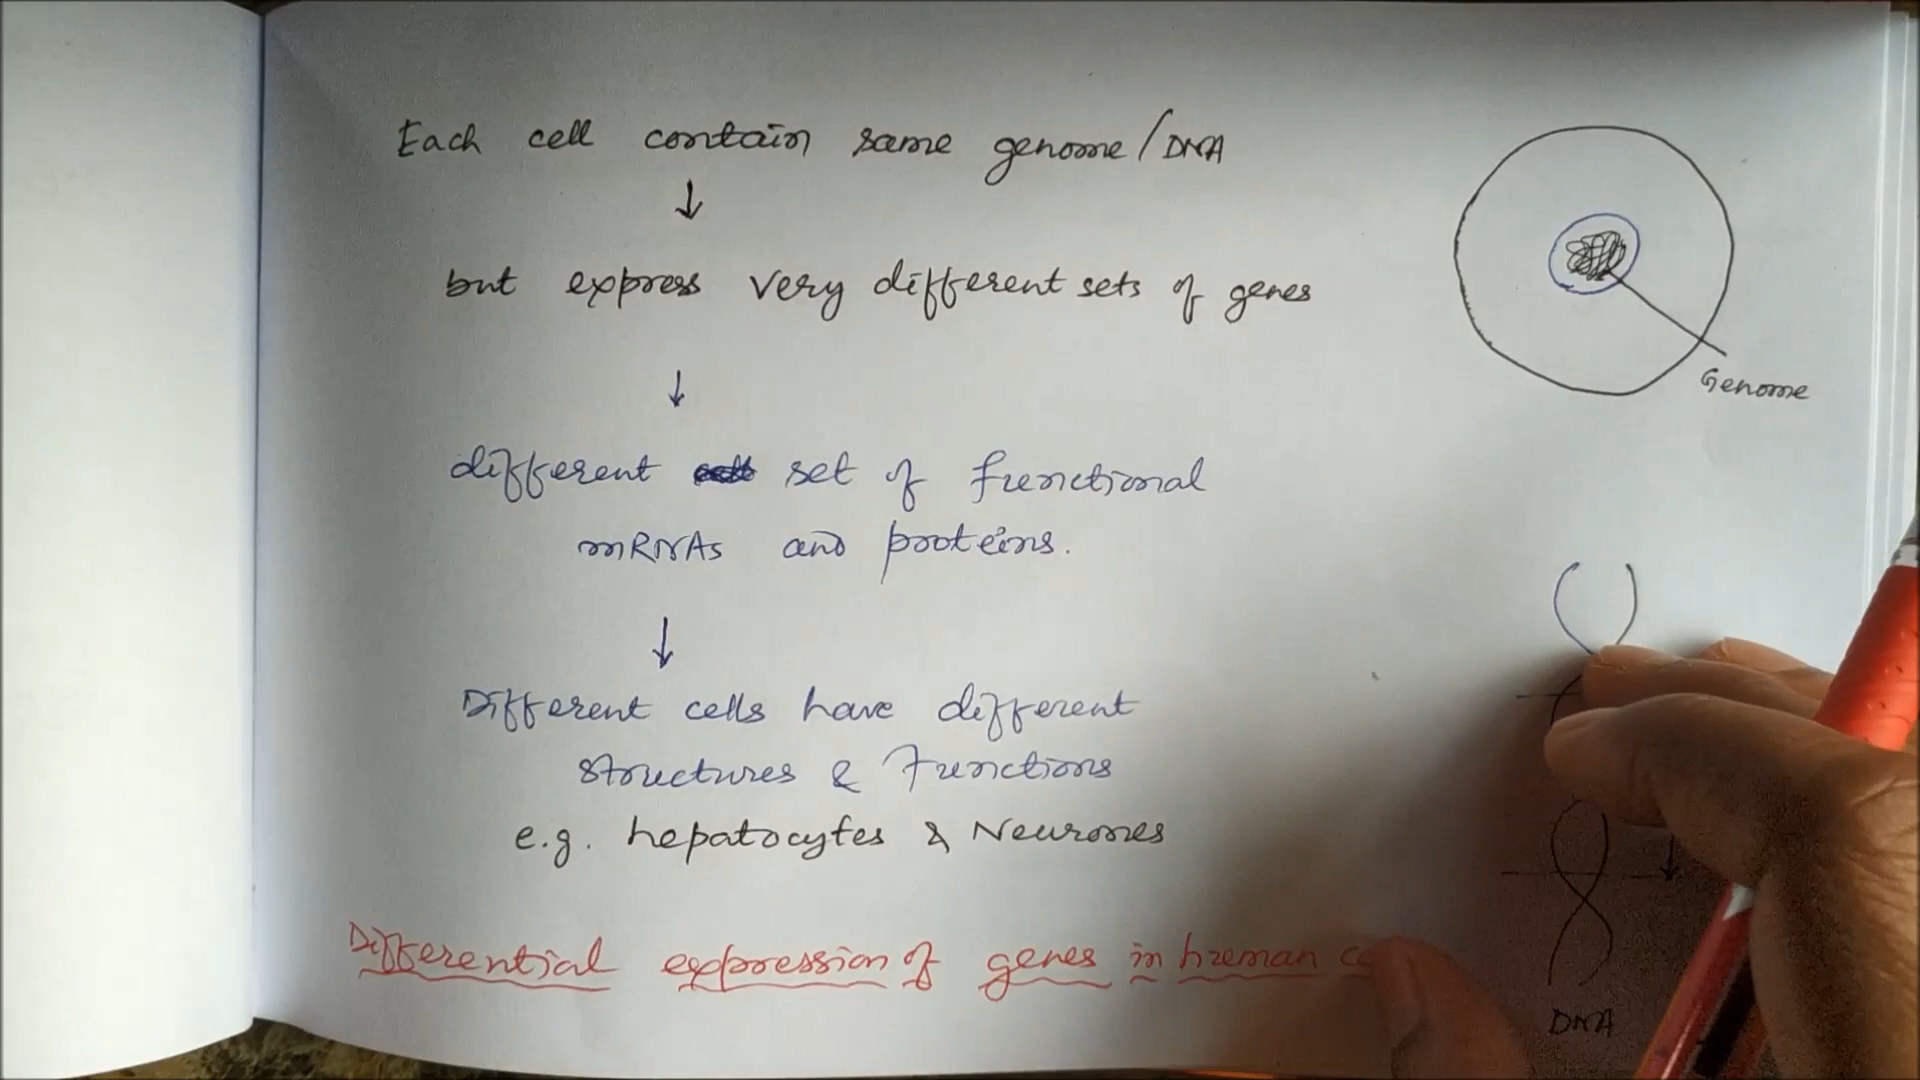 Each cell contain same genome/DNA
↓
but express very different sets of genes
↓
different set of functional
mRNAs and proteins.
↓
Different cells have different
structures & Functions
e.g. hepatocytes & Neurones
Differential expression of genes in human
Genome
DNA